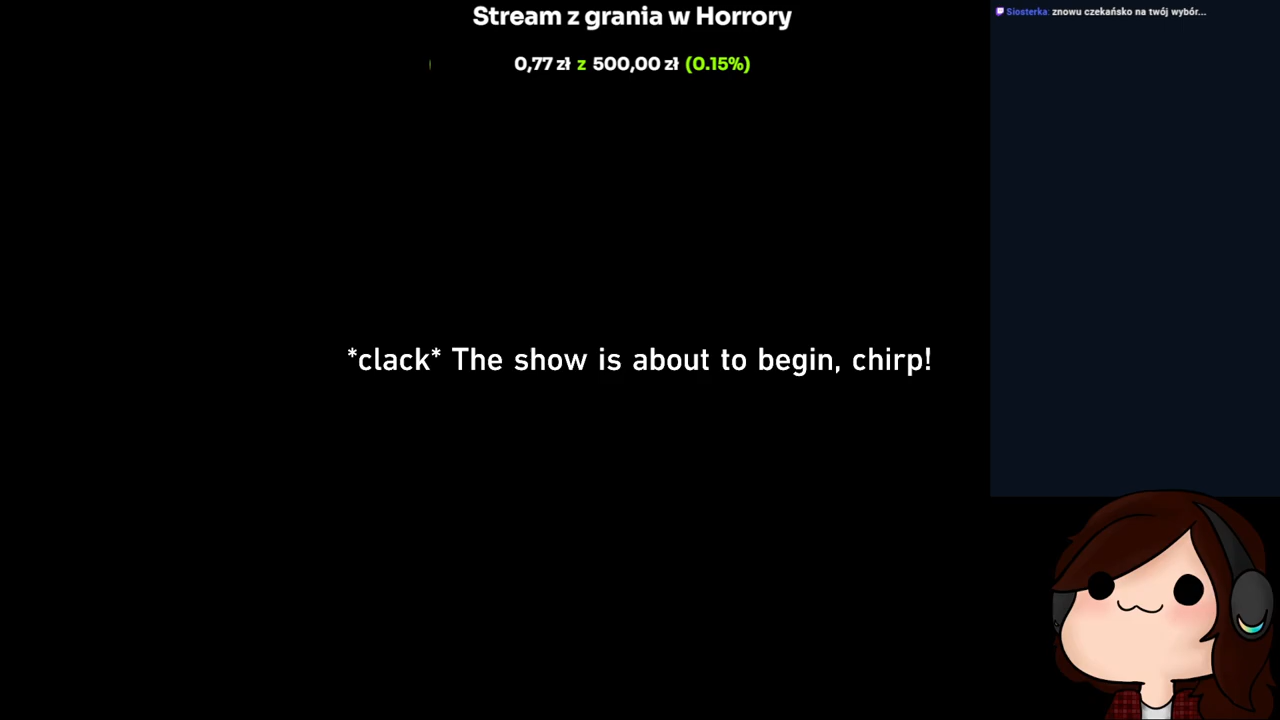 Stream z grania w Horrory
0,77 zł z 500,00 zł (0.15%)
Siosterka: znowu czekańsko na twój wybór...
*clack* The show is about to begin, chirp!